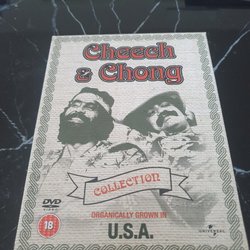 Cheech
& Chong
COLLECTION
ORGANICALLY GROWN IN
U.S.A.
DVD
18
UNIVERSAL